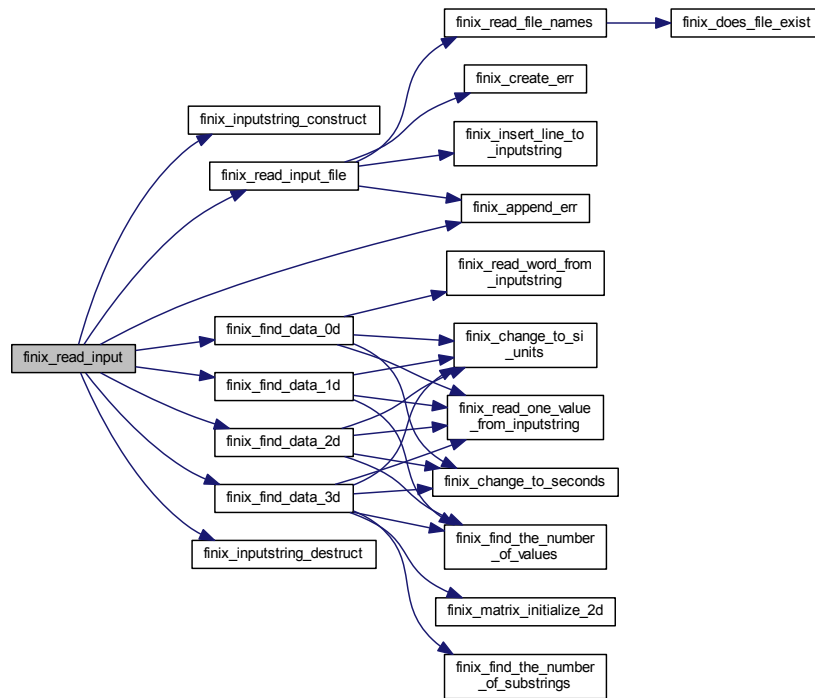 finix_read_file_names
finix_does_file_exist
finix_create_err
finix_inputstring_construct
finix_insert_line_to
_inputstring
finix_read_input_file
finix_append_err
finix_read_word_from
_inputstring
finix_find_data_0d
finix_change_to_si
_units
finix_read_input
finix_find_data_1d
finix_read_one_value
_from_inputstring
finix_find_data_2d
finix_change_to_seconds
finix_find_data_3d
finix_find_the_number
_of_values
finix_inputstring_destruct
finix_matrix_initialize_2d
finix_find_the_number
_of_substrings